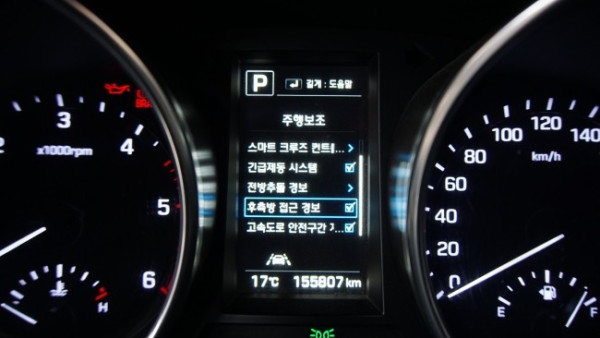 P
길게 : 도움말
주행보조
스마트 크루즈 컨트롤...
긴급제동 시스템
전방추돌 경보
후측방 접근 경보
고속도로 안전구간 자...
17℃ 155807 km
2 3 4 5 6
x1000rpm
H
0 20 40 60 80 100 120 140
km/h
E F